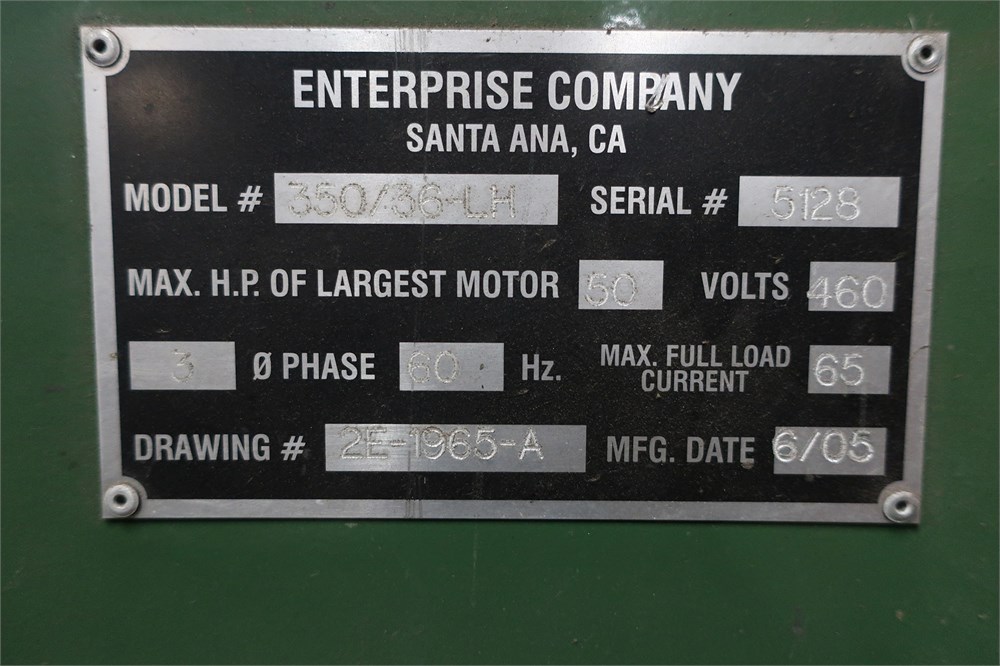 ENTERPRISE COMPANY
SANTA ANA, CA
MODEL # 350/36-LH SERIAL # 5128
MAX. H.P. OF LARGEST MOTOR 50 VOLTS 460
3 Ø PHASE 60 Hz. MAX. FULL LOAD CURRENT 65
DRAWING # 2E-1965-A MFG. DATE 6/05